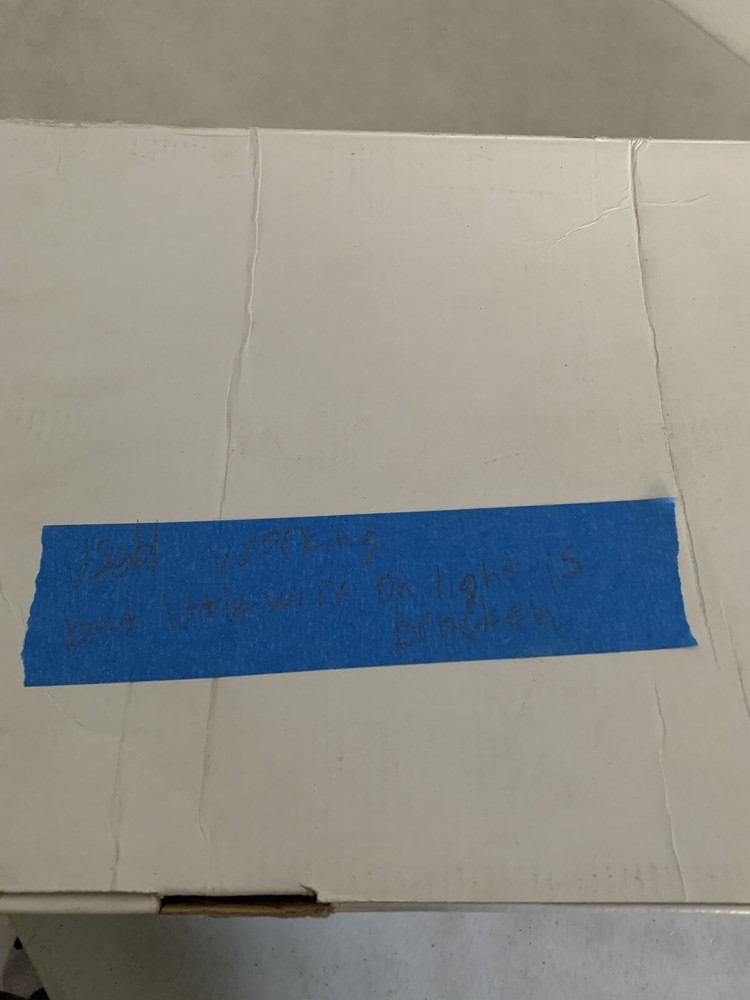 Used working
but little wire on light is
broken